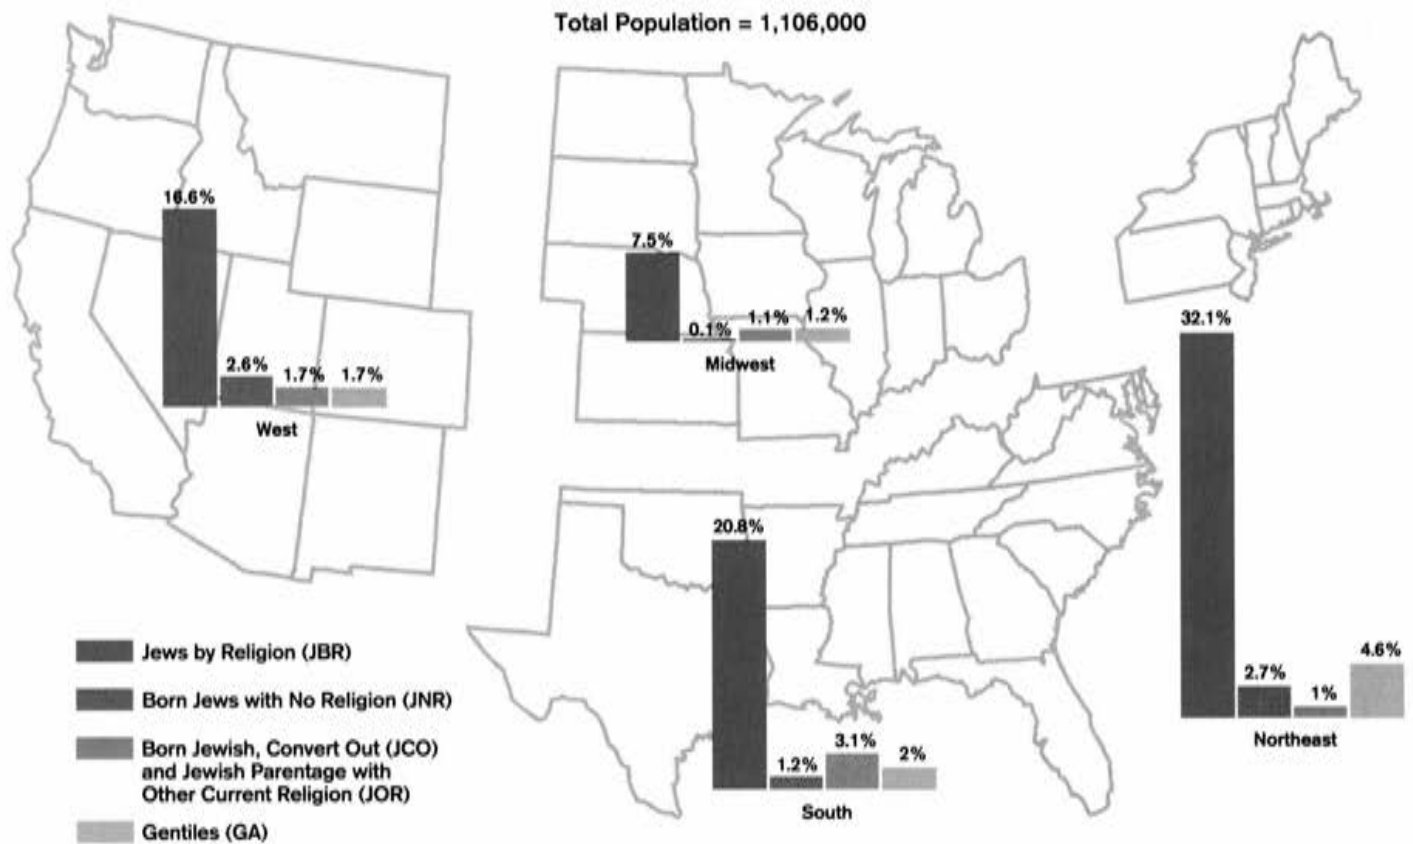 Total Population = 1,106,000
16.6%
2.6%
1.7%
1.7%
West
7.5%
0.1%
1.1%
1.2%
Midwest
32.1%
2.7%
1%
4.6%
Northeast
20.8%
1.2%
3.1%
2%
South
Jews by Religion (JBR)
Born Jews with No Religion (JNR)
Born Jewish, Convert Out (JCO)
and Jewish Parentage with
Other Current Religion (JOR)
Gentiles (GA)